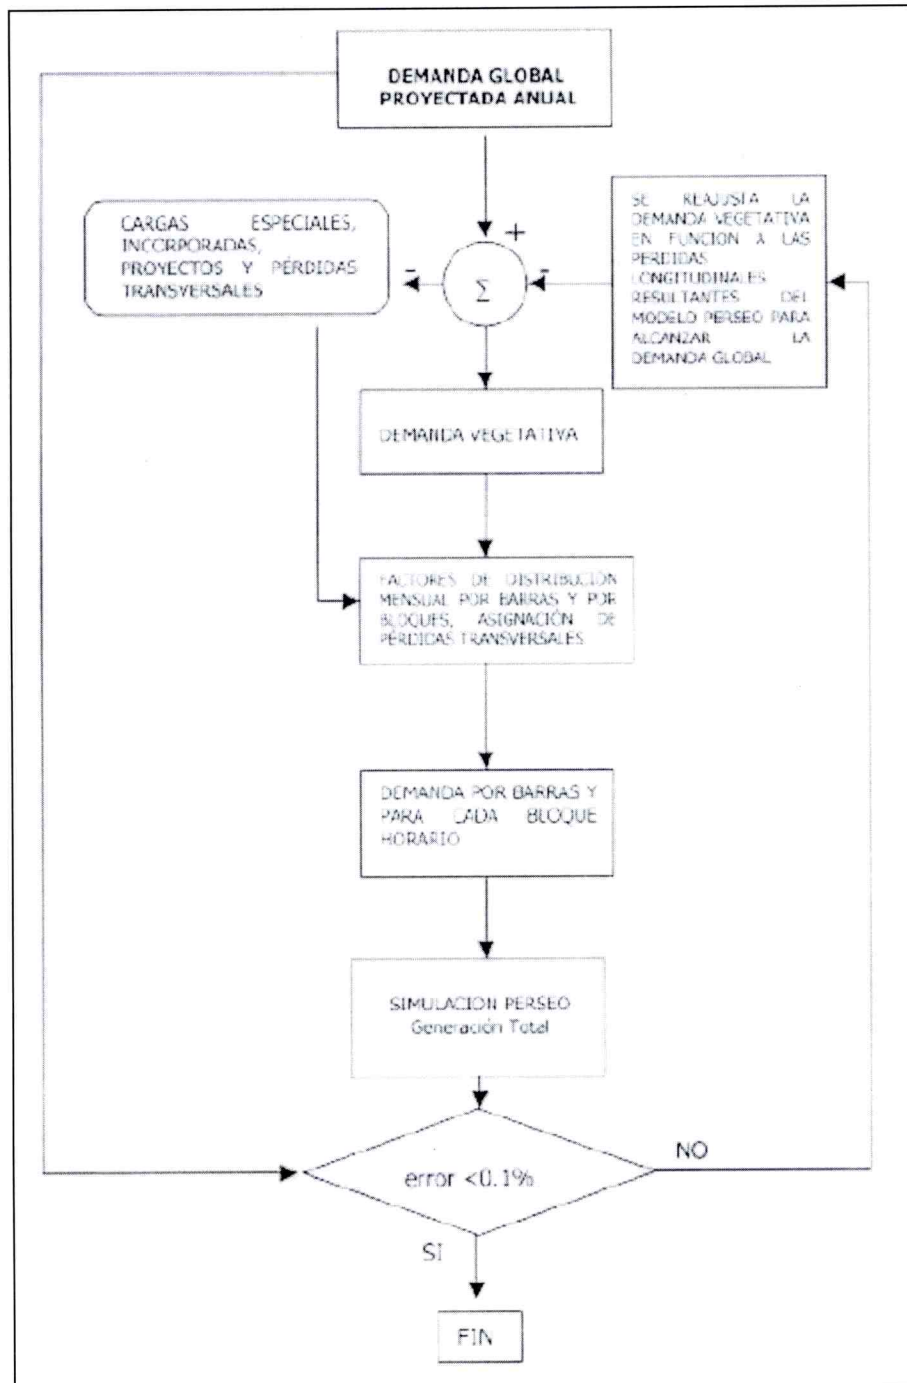 DEMANDA GLOBAL
PROYECTADA ANUAL
CARGAS ESPECIALES,
INCORPORADAS,
PROYECTOS Y PÉRDIDAS
TRANSVERSALES
+
-
Σ
-
SE REAJUSTA LA
DEMANDA VEGETATIVA
EN FUNCION A LAS
PERDIDAS
LONGITUDINALES
RESULTANTES DEL
MODELO PERSEO PARA
ALCANZAR LA
DEMANDA GLOBAL
DEMANDA VEGETATIVA
FACTORES DE DISTRIBUCIÓN
MENSUAL POR BARRAS Y POR
BLOQUES, ASIGNACIÓN DE
PÉRDIDAS TRANSVERSALES
DEMANDA POR BARRAS Y
PARA CADA BLOQUE
HORARIO
SIMULACION PERSEO
Generación Total
error <0.1%
NO
SI
FIN